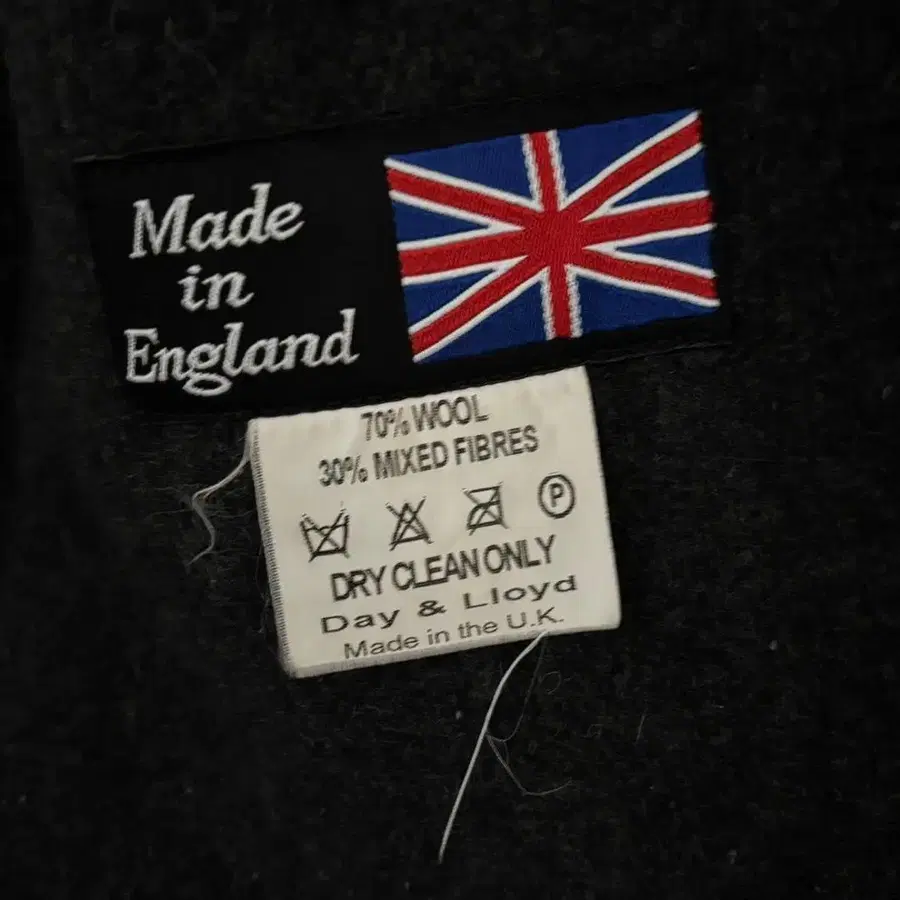 Made
in
England
70% WOOL
30% MIXED FIBRES
P
DRY CLEAN ONLY
Day & Lloyd
Made in the U.K.